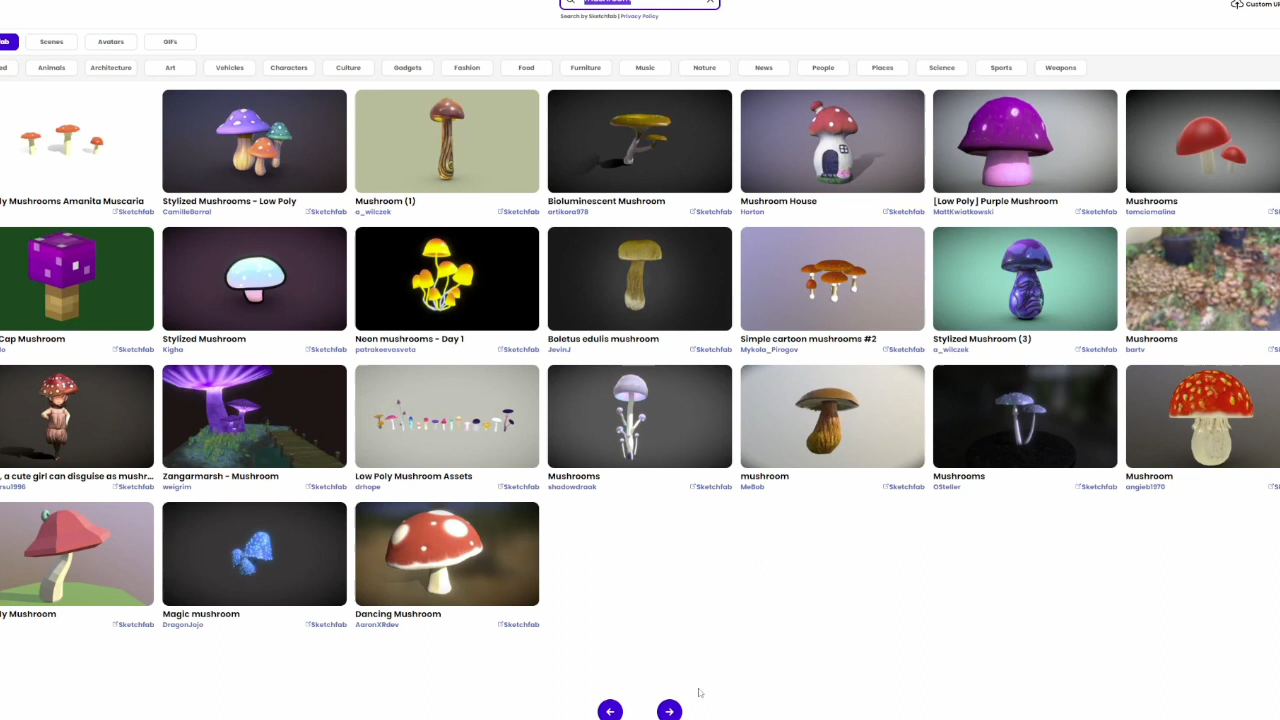 mushroom
Search by Sketchfab | Privacy Policy
Custom UR
ab Scenes Avatars GIFs
ed Animals Architecture Art Vehicles Characters Culture Gadgets Fashion Food Furniture Music Nature News People Places Science Sports Weapons
ly Mushrooms Amanita Muscaria Stylized Mushrooms - Low Poly Mushroom (1) Bioluminescent Mushroom Mushroom House [Low Poly] Purple Mushroom Mushrooms
Sketchfab CamilleBarral Sketchfab a_wilczek Sketchfab artikora978 Sketchfab Horton Sketchfab MattKwiatkowski Sketchfab tomciomalina
Cap Mushroom Stylized Mushroom Neon mushrooms - Day 1 Boletus edulis mushroom Simple cartoon mushrooms #2 Stylized Mushroom (3) Mushrooms
Sketchfab Kigha Sketchfab patrakeevasveta Sketchfab JevinJ Sketchfab Mykola_Pirogov Sketchfab a_wilczek Sketchfab bartv
, a cute girl can disguise as mushr... Zangarmarsh - Mushroom Low Poly Mushroom Assets Mushrooms mushroom Mushrooms Mushroom
rsu1996 Sketchfab weigrim Sketchfab drhope Sketchfab shadowdraak Sketchfab MeBob Sketchfab OSteller Sketchfab angieb1970
ly Mushroom Magic mushroom Dancing Mushroom
Sketchfab DragonJojo Sketchfab AaronXRdev Sketchfab